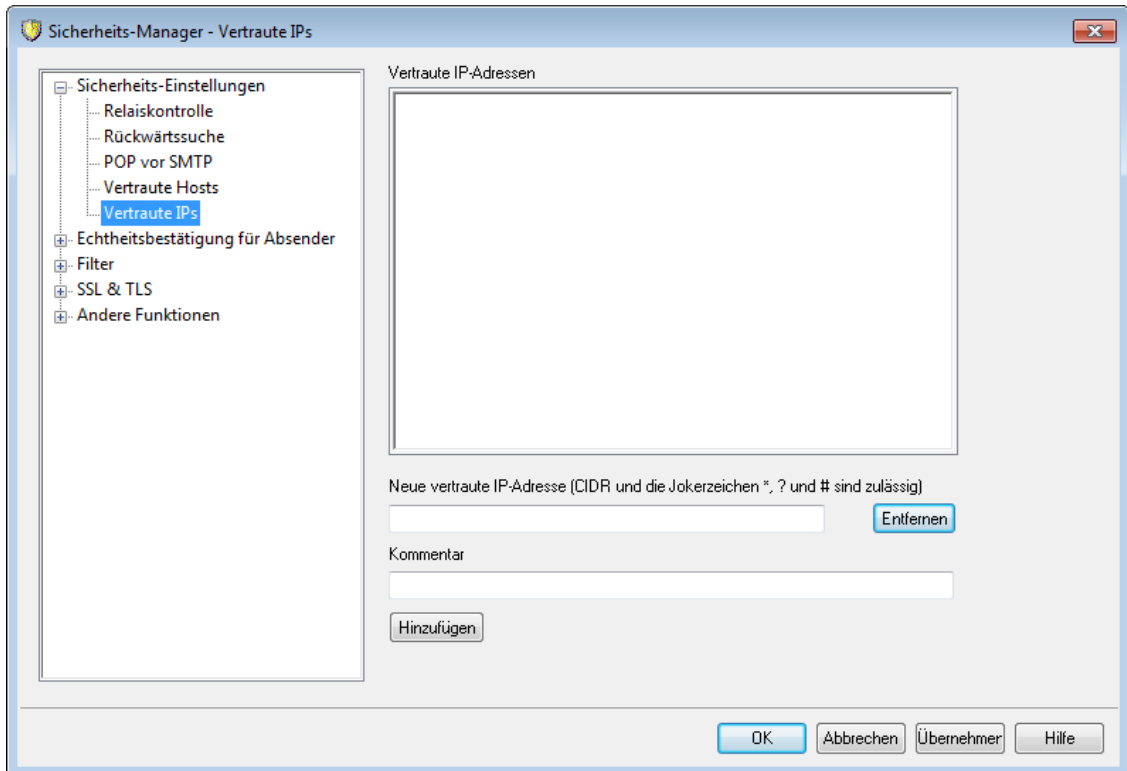 Sicherheits-Manager - Vertraute IPs
Sicherheits-Einstellungen
Relaiskontrolle
Rückwärtssuche
POP vor SMTP
Vertraute Hosts
Vertraute IPs
Echtheitsbestätigung für Absender
Filter
SSL & TLS
Andere Funktionen
Vertraute IP-Adressen
Neue vertraute IP-Adresse (CIDR und die Jokerzeichen *, ? und # sind zulässig)
Entfernen
Kommentar
Hinzufügen
OK Abbrechen Übernehmer Hilfe